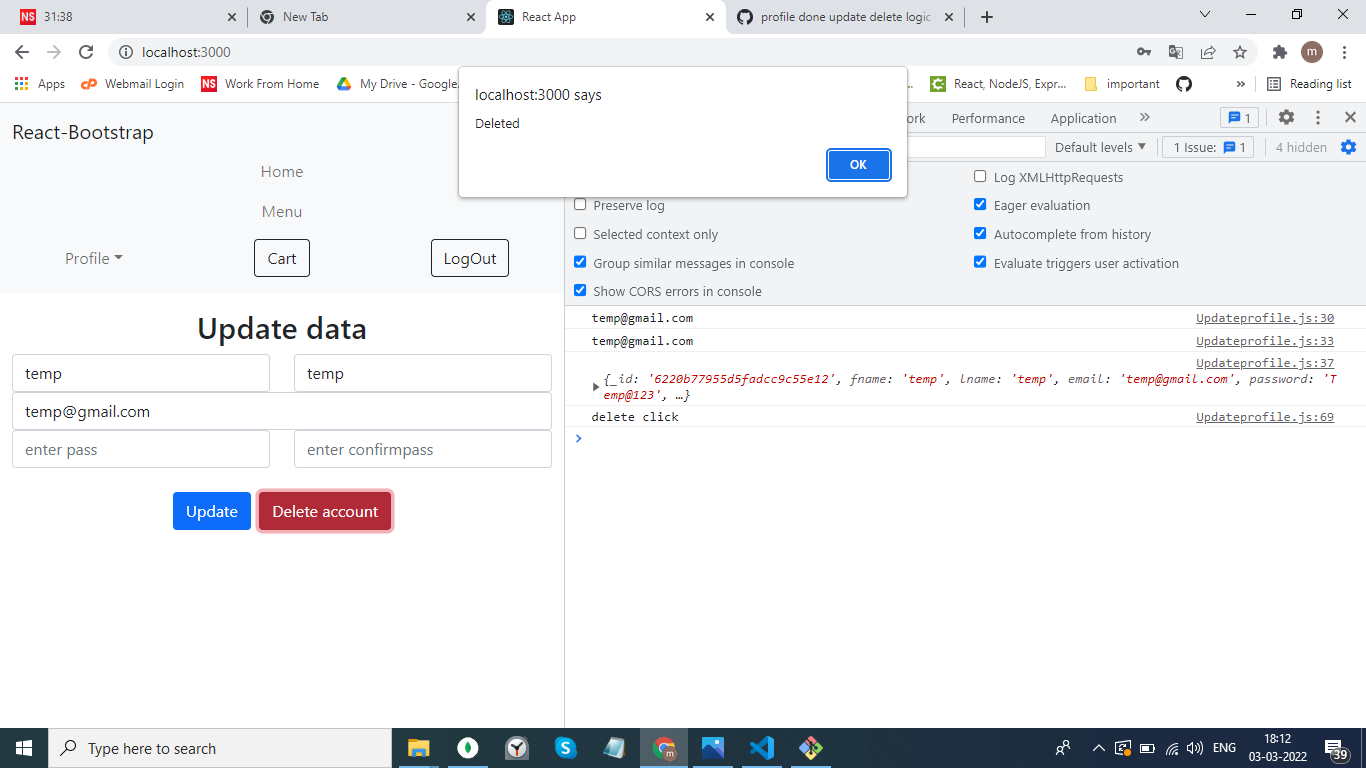 31:38
New Tab
React App
profile done update delete logic
localhost:3000
m
Apps
Webmail Login
NS Work From Home
My Drive - Google.
React, NodeJS, Expr...
important
»
Reading list
localhost:3000 says
Deleted
OK
React-Bootstrap
Home
Menu
Profile
Cart
LogOut
Update data
temp
temp
temp@gmail.com
enter pass
enter confirmpass
Update
Delete account
Performance
Application
»
1
Default levels
1 Issue: 1
4 hidden
Log XMLHttpRequests
Preserve log
Eager evaluation
Selected context only
Autocomplete from history
Group similar messages in console
Evaluate triggers user activation
Show CORS errors in console
temp@gmail.com Updateprofile.js:30
temp@gmail.com Updateprofile.js:33
Updateprofile.js:37
{_id: '6220b77955d5fadcc9c55e12', fname: 'temp', lname: 'temp', email: 'temp@gmail.com', password: 'T
emp@123', …}
delete click Updateprofile.js:69
Type here to search
ENG
18:12
03-03-2022
39